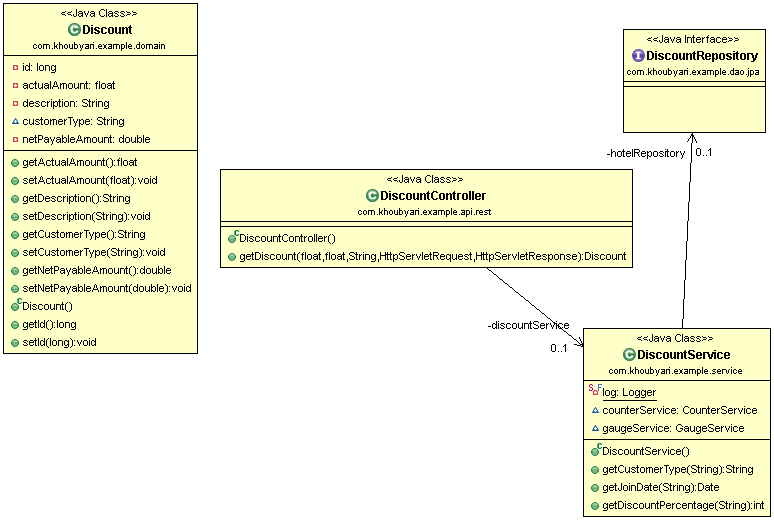 <<Java Class>>
Discount
com.khoubyari.example.domain
id: long
actualAmount: float
description: String
customerType: String
netPayableAmount: double
getActualAmount():float
setActualAmount(float):void
getDescription():String
setDescription(String):void
getCustomerType():String
setCustomerType(String):void
getNetPayableAmount():double
setNetPayableAmount(double):void
Discount()
getId():long
setId(long):void
<<Java Class>>
DiscountController
com.khoubyari.example.api.rest
DiscountController()
getDiscount(float,float,String,HttpServletRequest,HttpServletResponse):Discount
<<Java Interface>>
DiscountRepository
com.khoubyari.example.dao.jpa
-hotelRepository
0..1
-discountService
0..1
<<Java Class>>
DiscountService
com.khoubyari.example.service
log: Logger
counterService: CounterService
gaugeService: GaugeService
DiscountService()
getCustomerType(String):String
getJoinDate(String):Date
getDiscountPercentage(String):int